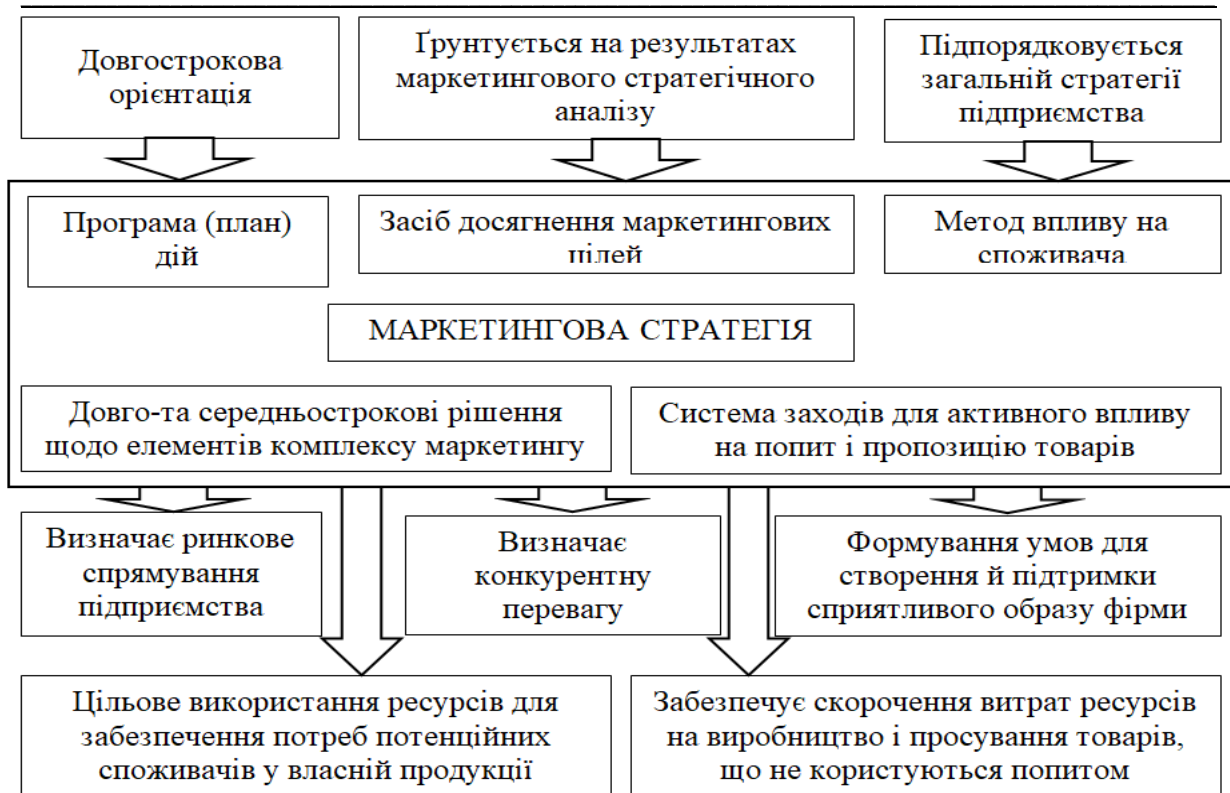 Довгострокова
орієнтація
Ґрунтується на результатах
маркетингового стратегічного
аналізу
Підпорядковується
загальній стратегії
підприємства
Програма (план)
дій
Засіб досягнення маркетингових
цілей
Метод впливу на
споживача
МАРКЕТИНГОВА СТРАТЕГІЯ
Довго-та середньострокові рішення
щодо елементів комплексу маркетингу
Система заходів для активного впливу
на попит і пропозицію товарів
Визначає ринкове
спрямування
підприємства
Визначає
конкурентну
перевагу
Формування умов для
створення й підтримки
сприятливого образу фірми
Цільове використання ресурсів для
забезпечення потреб потенційних
споживачів у власній продукції
Забезпечує скорочення витрат ресурсів
на виробництво і просування товарів,
що не користуються попитом